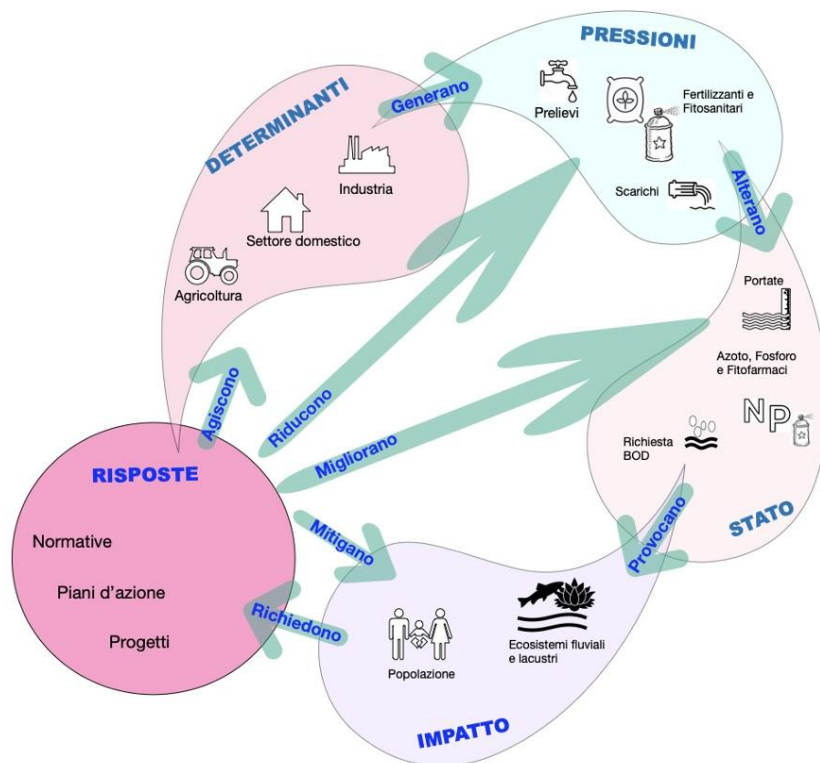 PRESSIONI
Prelievi
Fertilizzanti e
Fitosanitari
Scarichi
Generano
DETERMINANTI
Industria
Settore domestico
Agricoltura
Alterano
Portate
Azoto, Fosforo
e Fitofarmaci
NP
Richiesta
BOD
STATO
Agiscono
Riducono
Migliorano
RISPOSTE
Normative
Piani d’azione
Progetti
Mitigano
Richiedono
Provocano
Popolazione
Ecosistemi fluviali
e lacustri
IMPATTO